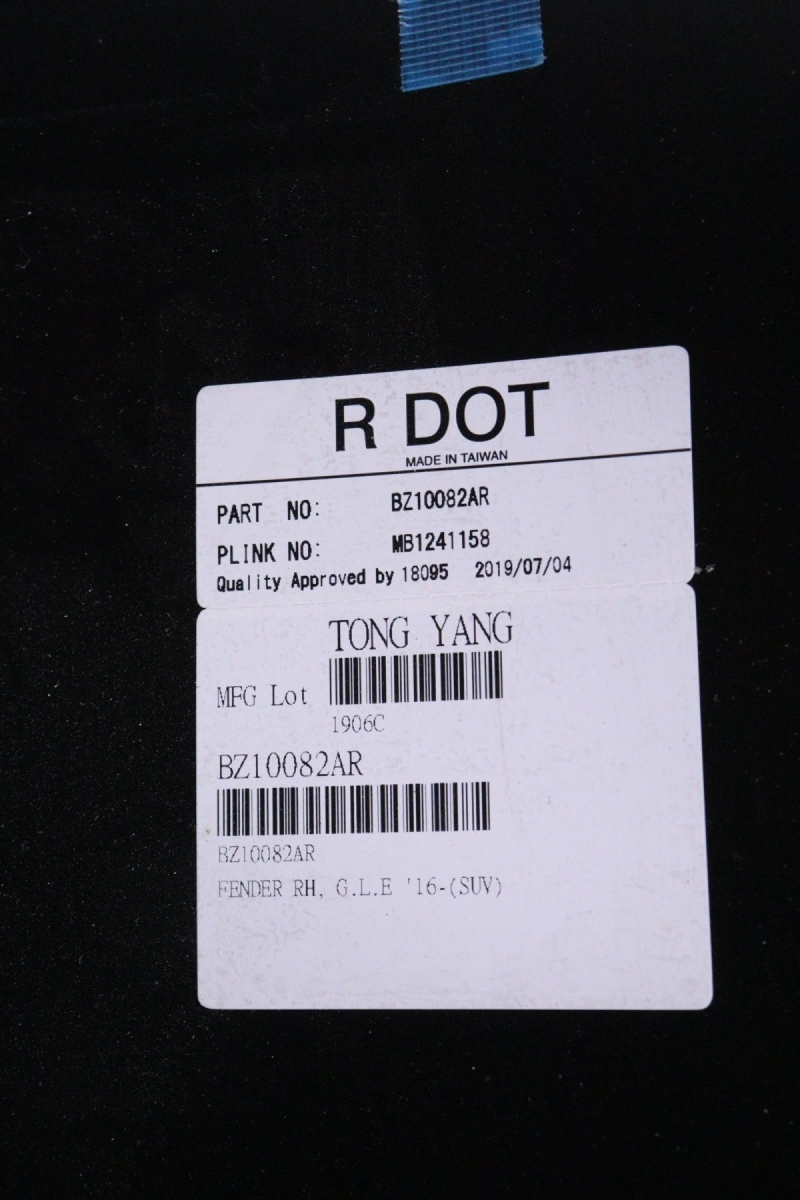 R DOT
MADE IN TAIWAN
PART NO: BZ10082AR
PLINK NO: MB1241158
Quality Approved by 18095 2019/07/04
TONG YANG
MFG Lot
1906C
BZ10082AR
BZ10082AR
FENDER RH, G.L.E '16-(SUV)